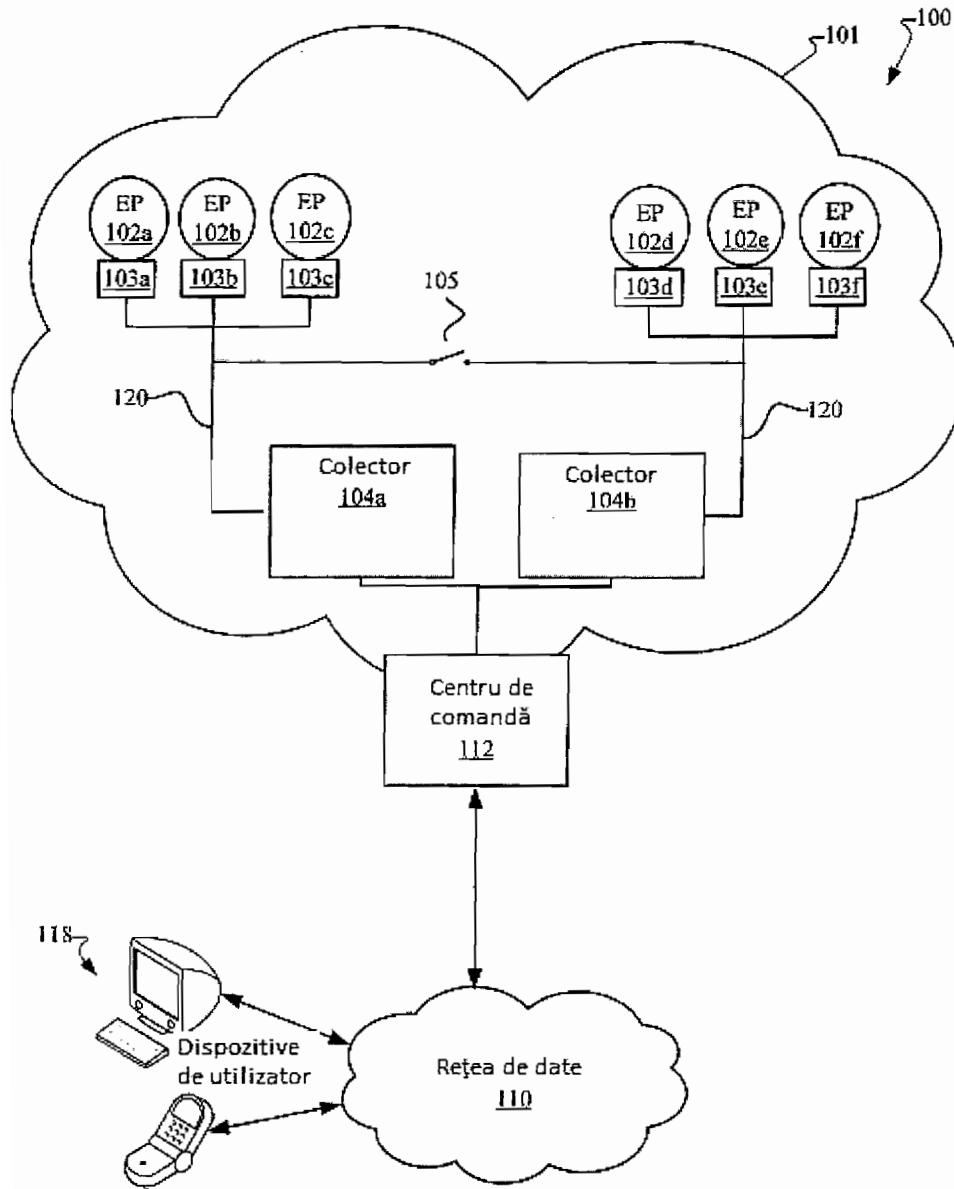 100
101
EP 102a EP 102b EP 102c
EP 102d EP 102e EP 102f
103a 103b 103c
103d 103e 103f
105
120
120
Colector
104a
Colector
104b
Centru de
comandă
112
118
Dispozitive
de utilizator
Reţea de date
110